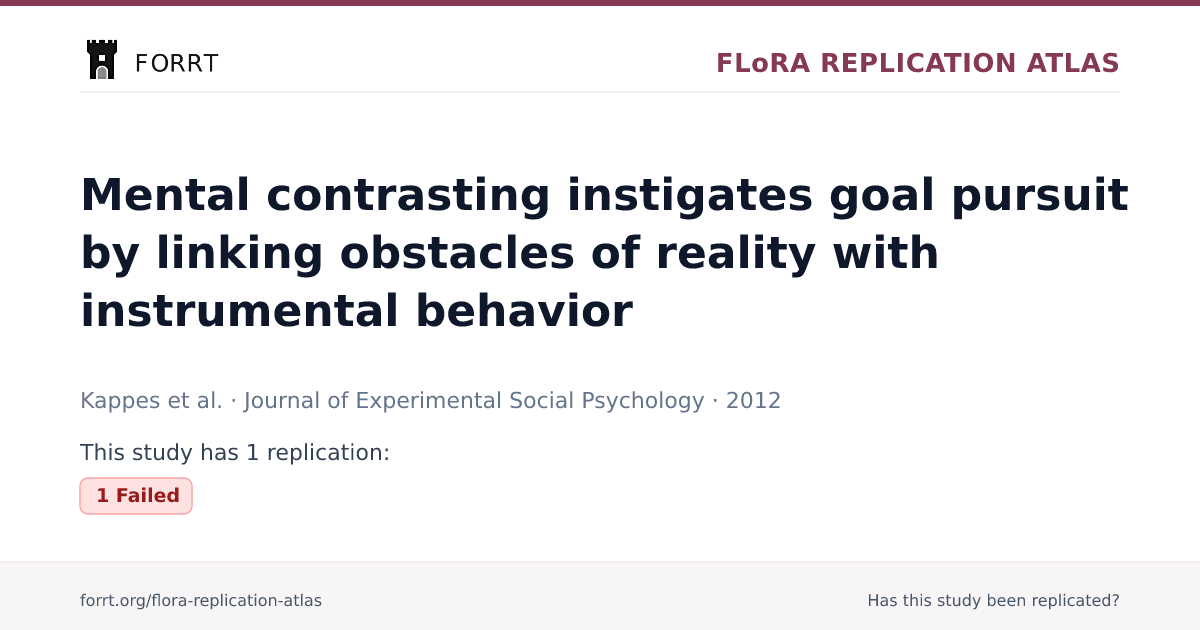 FORRT
FLoRA REPLICATION ATLAS
Mental contrasting instigates goal pursuit
by linking obstacles of reality with
instrumental behavior
Kappes et al. · Journal of Experimental Social Psychology · 2012
This study has 1 replication:
1 Failed
forrt.org/flora-replication-atlas
Has this study been replicated?